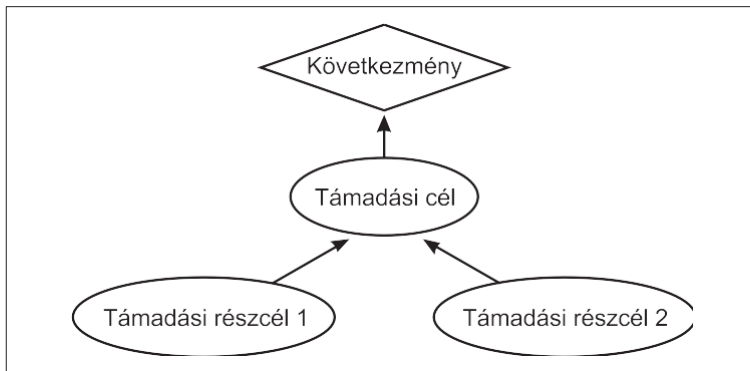 Következmény
Támadási cél
Támadási részcél 1
Támadási részcél 2